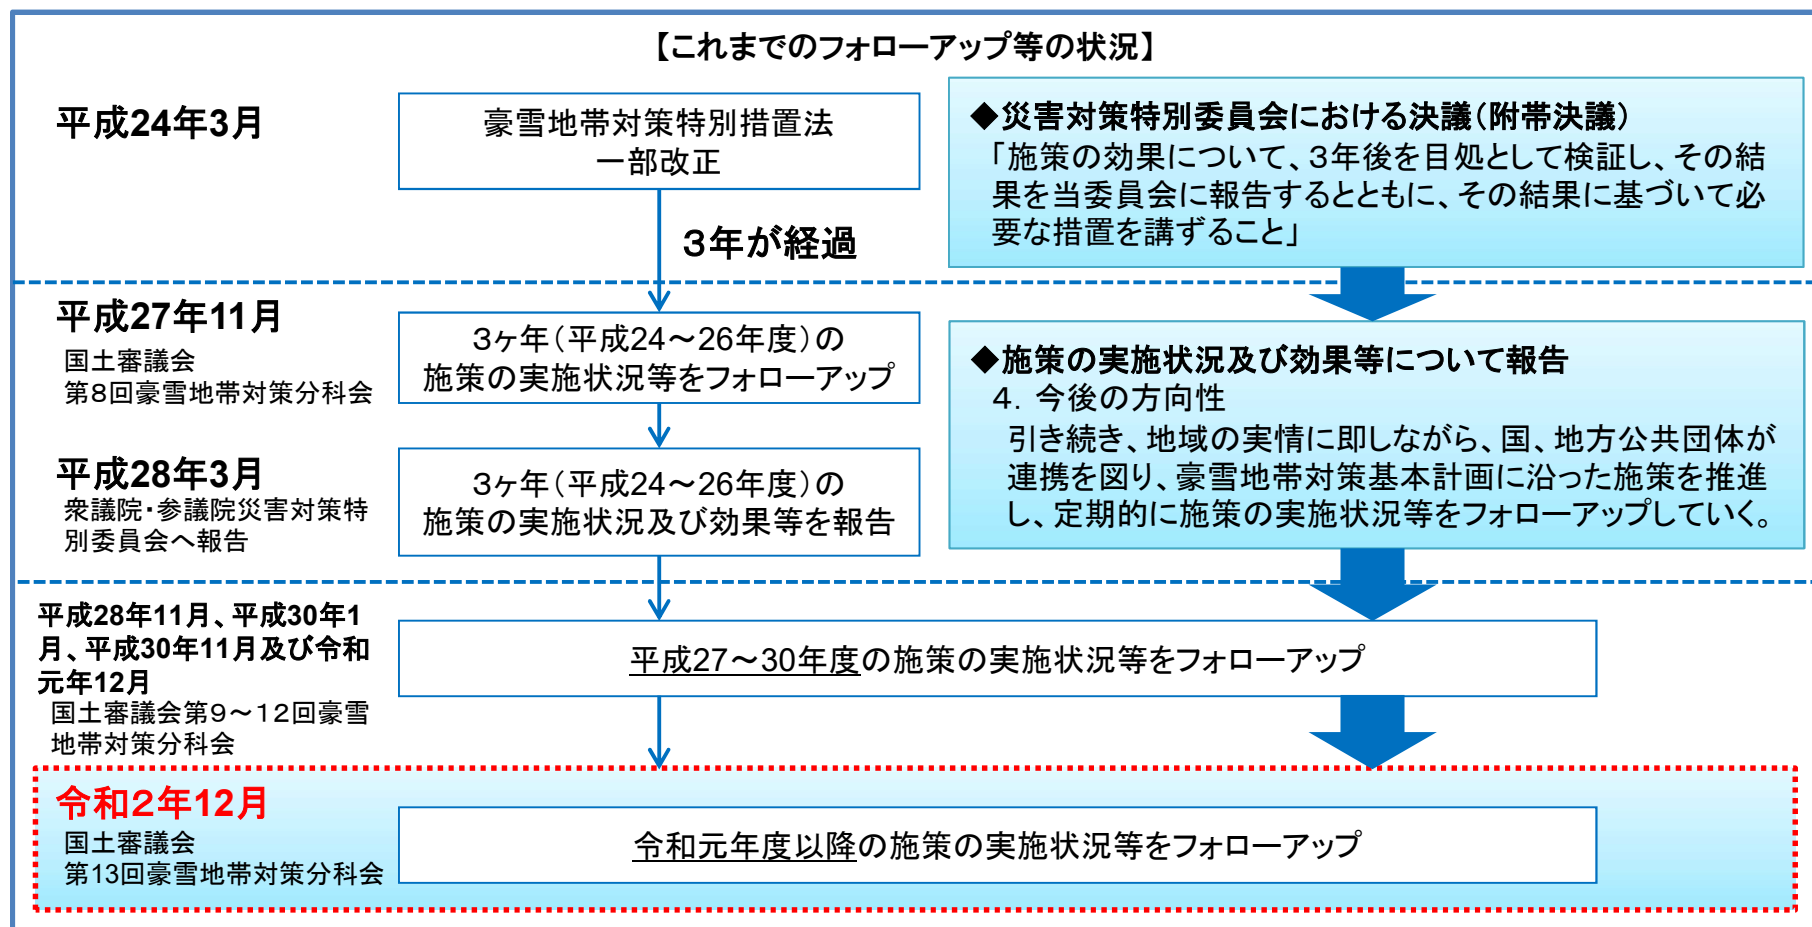 【これまでのフォローアップ等の状況】
平成24年3月
豪雪地帯対策特別措置法
一部改正
3年が経過
◆災害対策特別委員会における決議(附帯決議)
「施策の効果について、3年後を目処として検証し、その結
果を当委員会に報告するとともに、その結果に基づいて必
要な措置を講ずること」
平成27年11月
国土審議会
第8回豪雪地帯対策分科会
3ヶ年(平成24～26年度)の
施策の実施状況等をフォローアップ
平成28年3月
衆議院・参議院災害対策特
別委員会へ報告
3ヶ年(平成24～26年度)の
施策の実施状況及び効果等を報告
◆施策の実施状況及び効果等について報告
4．今後の方向性
引き続き、地域の実情に即しながら、国、地方公共団体が
連携を図り、豪雪地帯対策基本計画に沿った施策を推進
し、定期的に施策の実施状況等をフォローアップしていく。
平成28年11月、平成30年1
月、平成30年11月及び令和
元年12月
国土審議会第9～12回豪雪
地帯対策分科会
平成27～30年度の施策の実施状況等をフォローアップ
令和2年12月
国土審議会
第13回豪雪地帯対策分科会
令和元年度以降の施策の実施状況等をフォローアップ